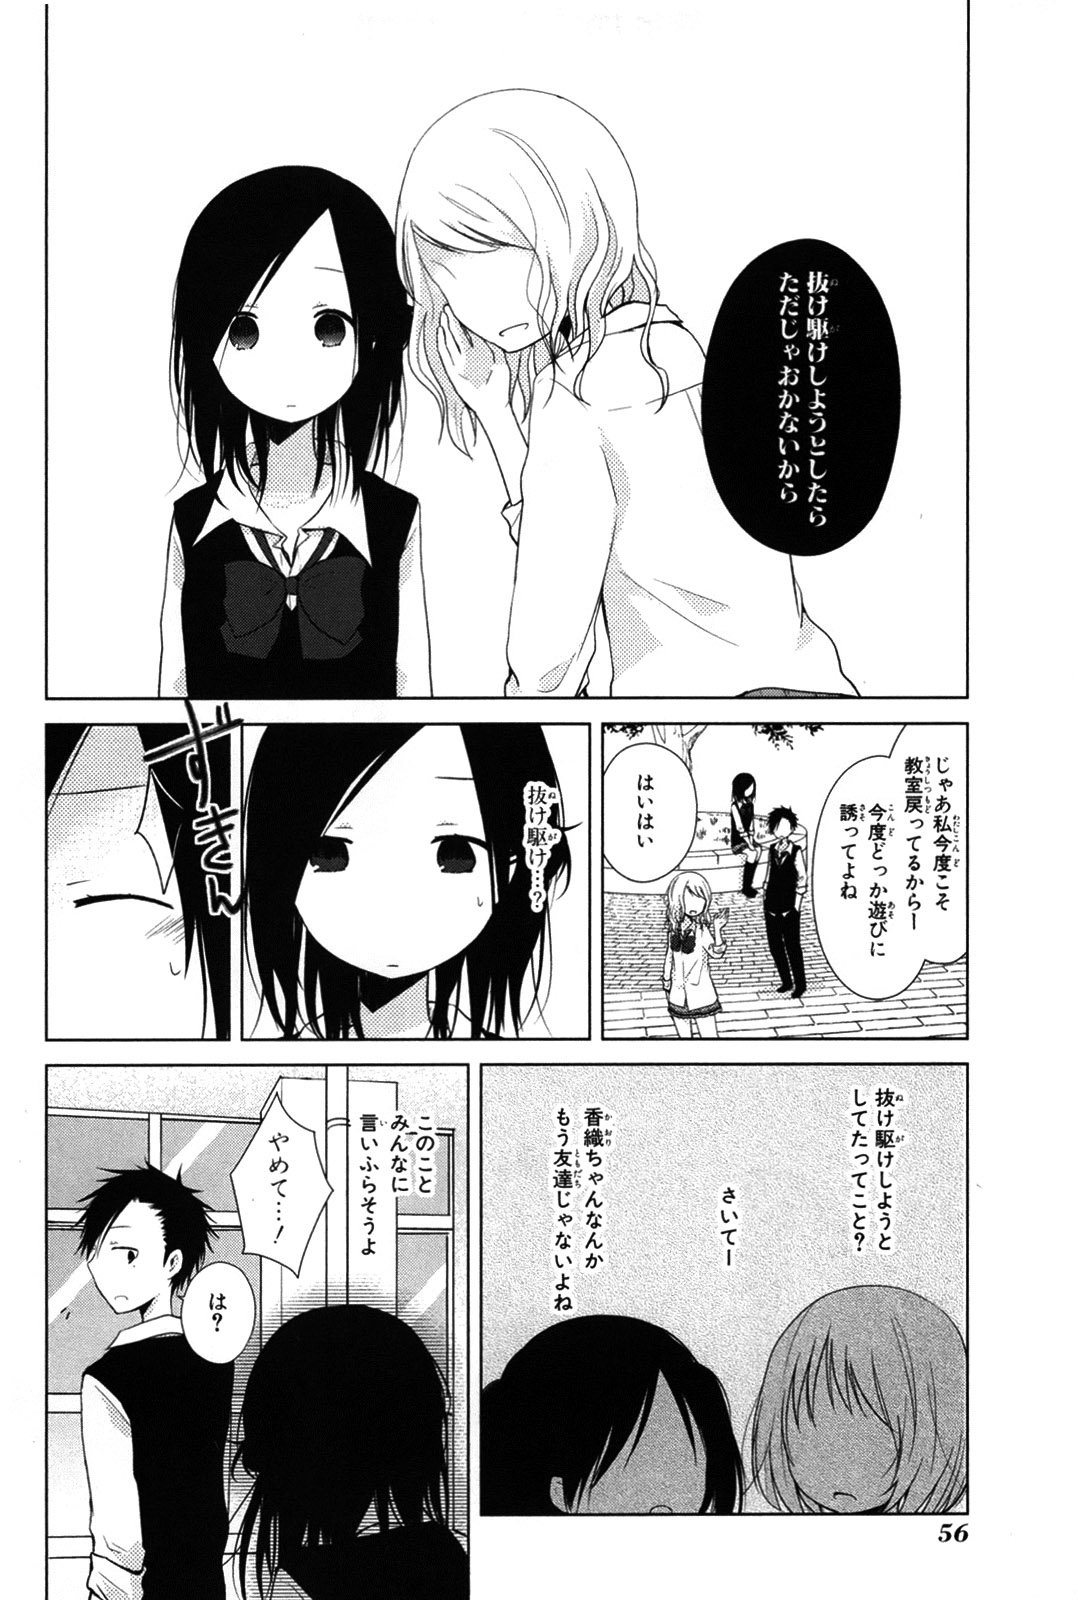 抜け駆けしようとしたら
ただじゃおかないから
じゃあ私今度こそ
教室戻ってるからー
今度どっか遊びに
誘ってよね
はいはい
抜け駆け…?
ずきん
抜け駆けしようと
してたってこと?
さいてー
香織ちゃんなんか
もう友達じゃないよね
このこと
みんなに
言いふらそうよ
やめて…!
は?
56